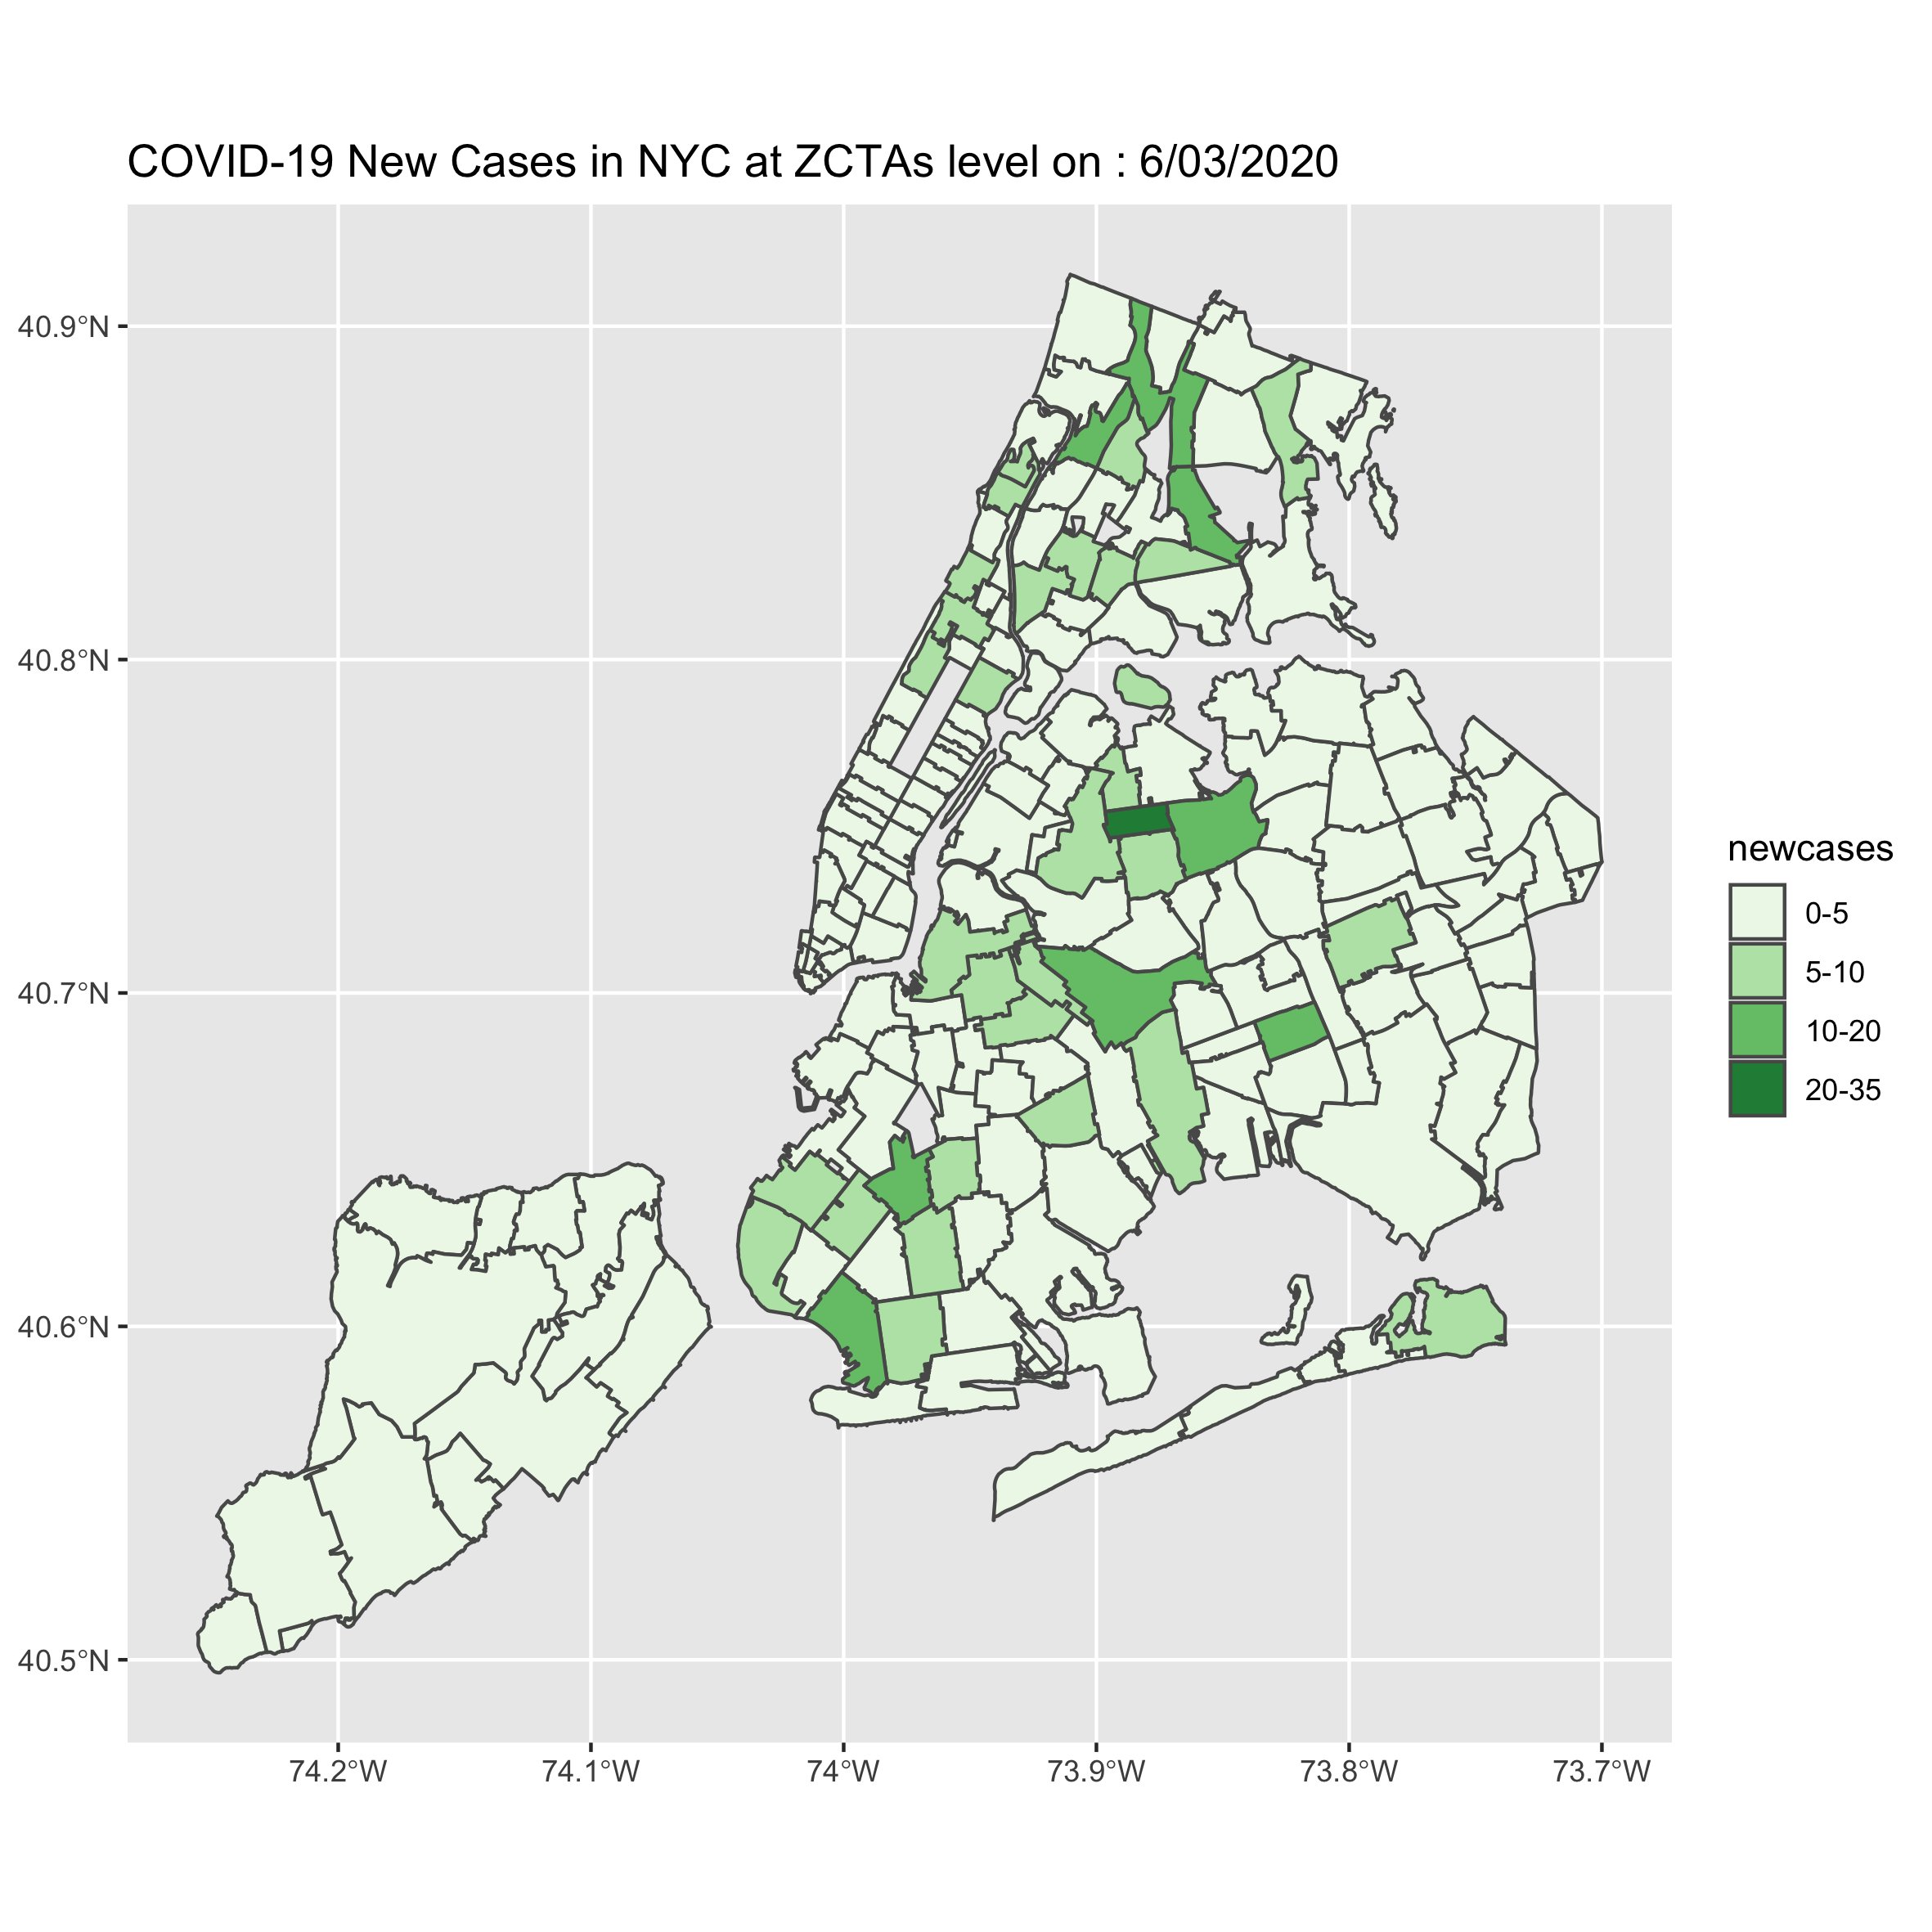 COVID-19 New Cases in NYC at ZCTAs level on : 6/03/2020
40.9°N
40.8°N
40.7°N
40.6°N
40.5°N
74.2°W
74.1°W
74°W
73.9°W
73.8°W
73.7°W
newcases
0-5
5-10
10-20
20-35